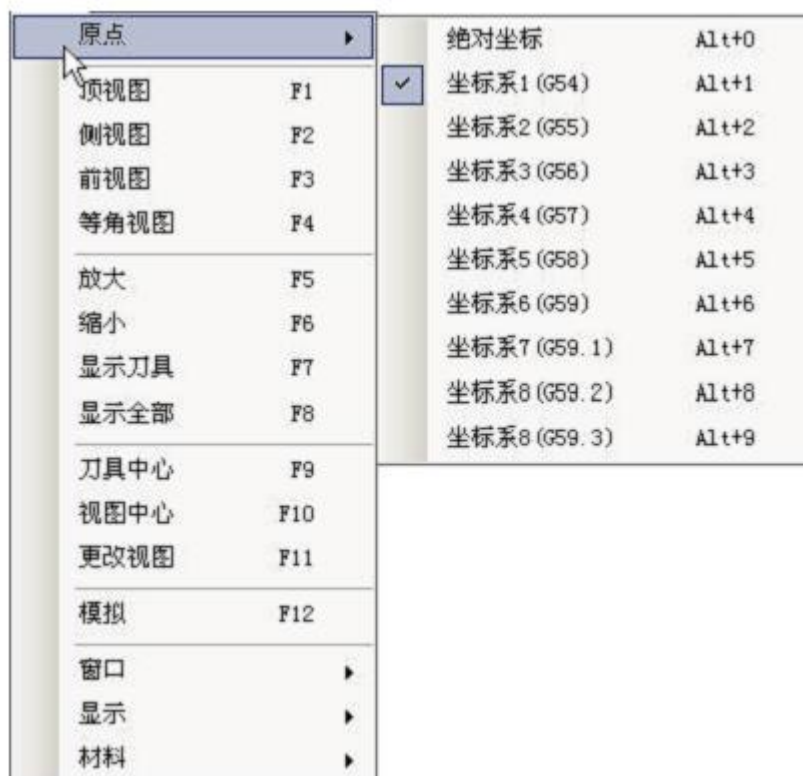 原点
顶视图 F1
侧视图 F2
前视图 F3
等角视图 F4
放大 F5
缩小 F6
显示刀具 F7
显示全部 F8
刀具中心 F9
视图中心 F10
更改视图 F11
模拟 F12
窗口
显示
材料
绝对坐标 Alt+0
坐标系1(G54) Alt+1
坐标系2(G55) Alt+2
坐标系3(G56) Alt+3
坐标系4(G57) Alt+4
坐标系5(G58) Alt+5
坐标系6(G59) Alt+6
坐标系7(G59.1) Alt+7
坐标系8(G59.2) Alt+8
坐标系8(G59.3) Alt+9